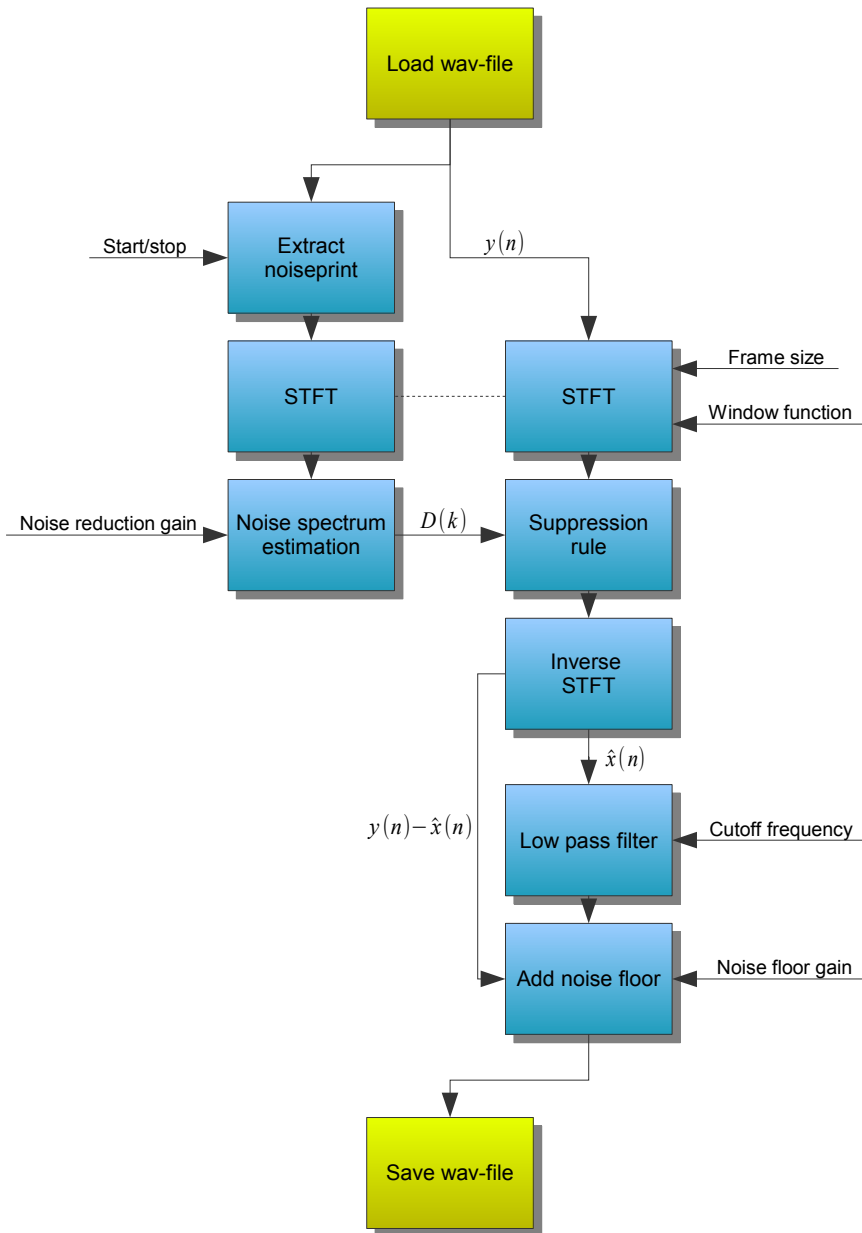 Load wav-file
Start/stop
Extract
noiseprint
y(n)
STFT
STFT
Frame size
Window function
Noise reduction gain
Noise spectrum
estimation
D(k)
Suppression
rule
Inverse
STFT
x̂(n)
y(n)−x̂(n)
Low pass filter
Cutoff frequency
Add noise floor
Noise floor gain
Save wav-file